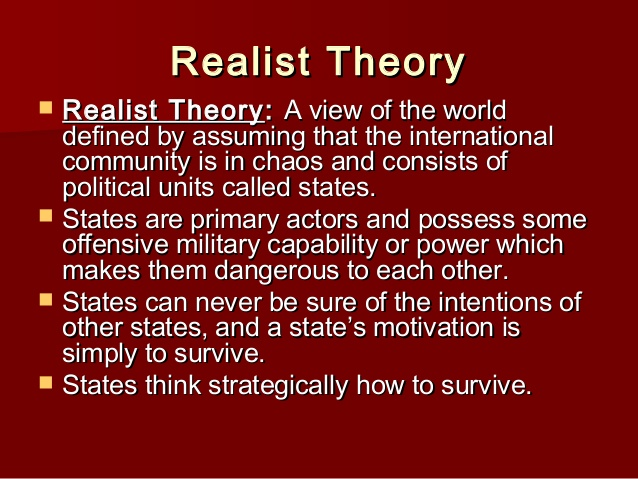 Realist Theory
Realist Theory: A view of the world
defined by assuming that the international
community is in chaos and consists of
political units called states.
States are primary actors and possess some
offensive military capability or power which
makes them dangerous to each other.
States can never be sure of the intentions of
other states, and a state’s motivation is
simply to survive.
States think strategically how to survive.